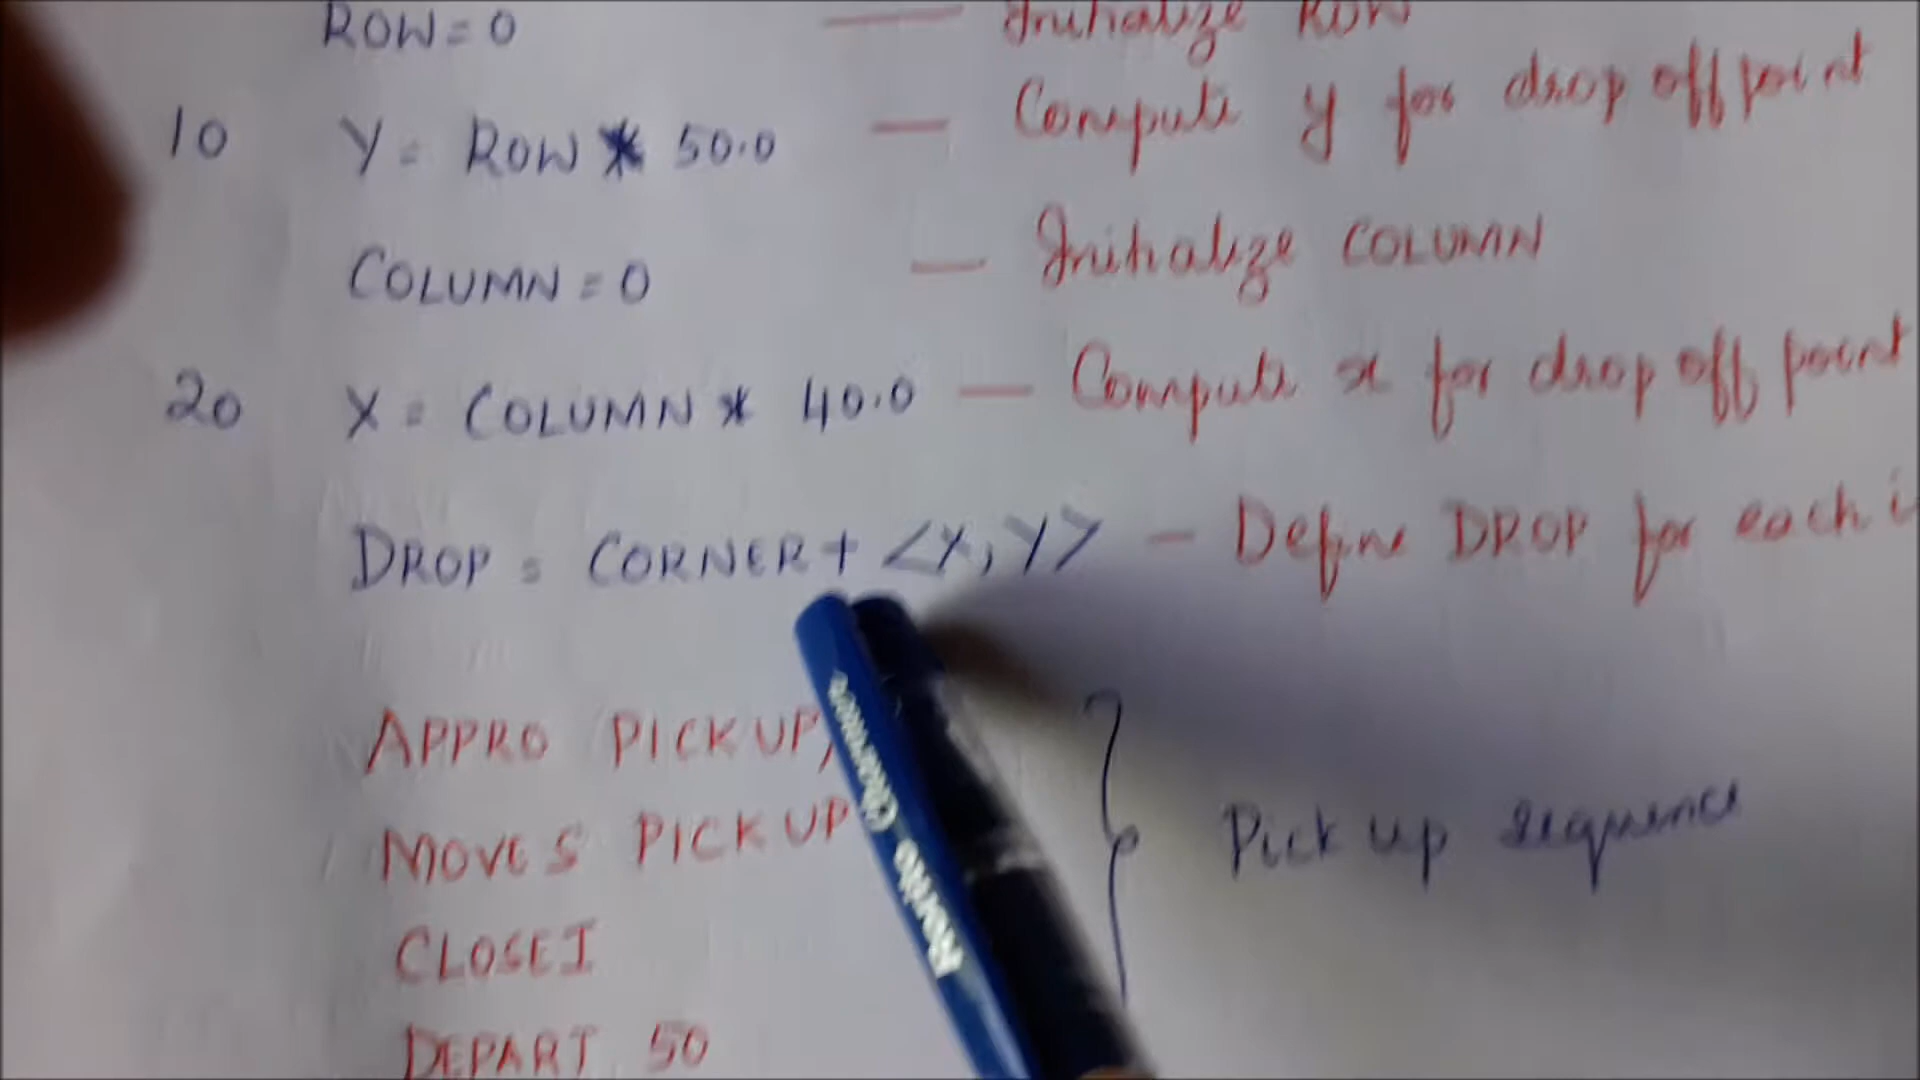 ROW = 0 — Initialize ROW
10 Y = ROW * 50.0 — Compute y for drop off point
COLUMN = 0 — Initialize COLUMN
20 X = COLUMN * 40.0 — Compute x for drop off point
DROP = CORNER + <X, Y> — Define DROP for each
APPRO PICKUP,
MOVES PICKUP
Pick up sequence
CLOSEI
DEPART 50